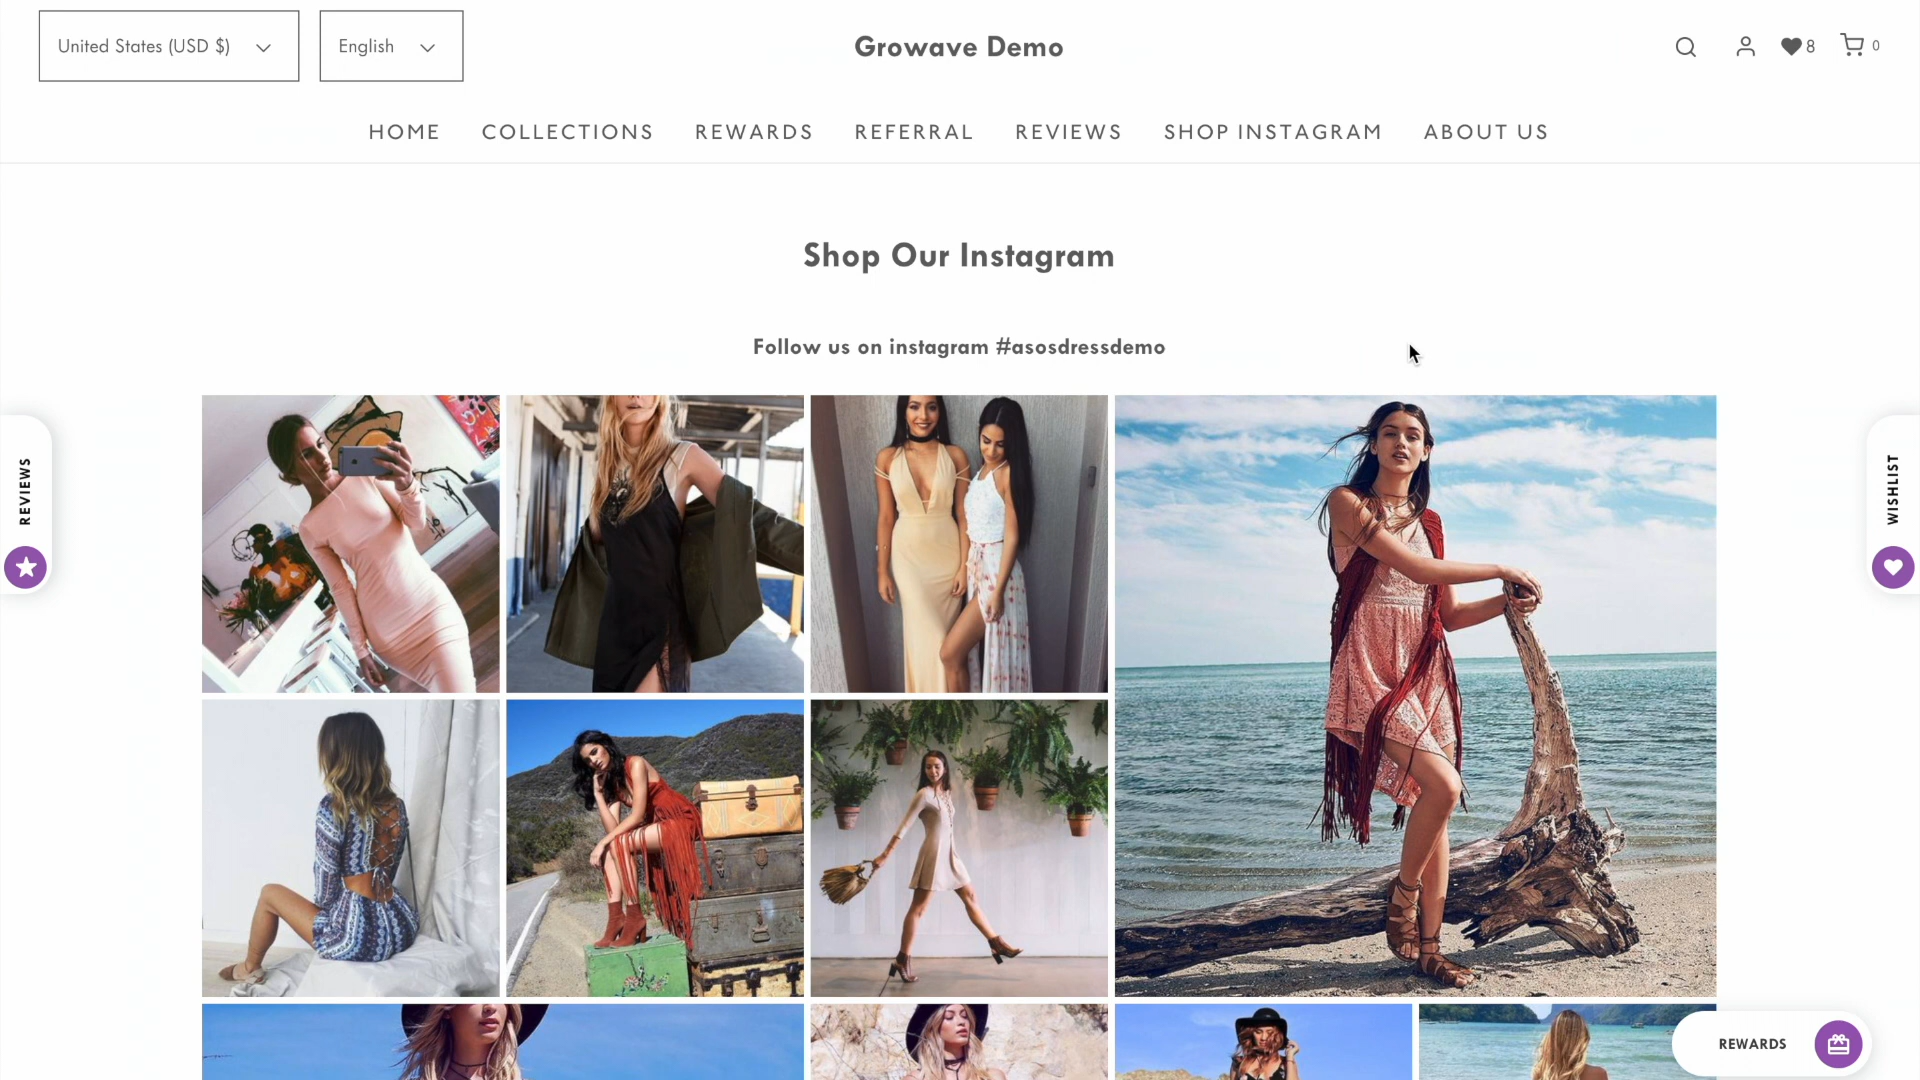 United States (USD $)
English
Growave Demo
8
0
HOME
COLLECTIONS
REWARDS
REFERRAL
REVIEWS
SHOP INSTAGRAM
ABOUT US
Shop Our Instagram
Follow us on instagram #asosdressdemo
REVIEWS
WISHLIST
REWARDS